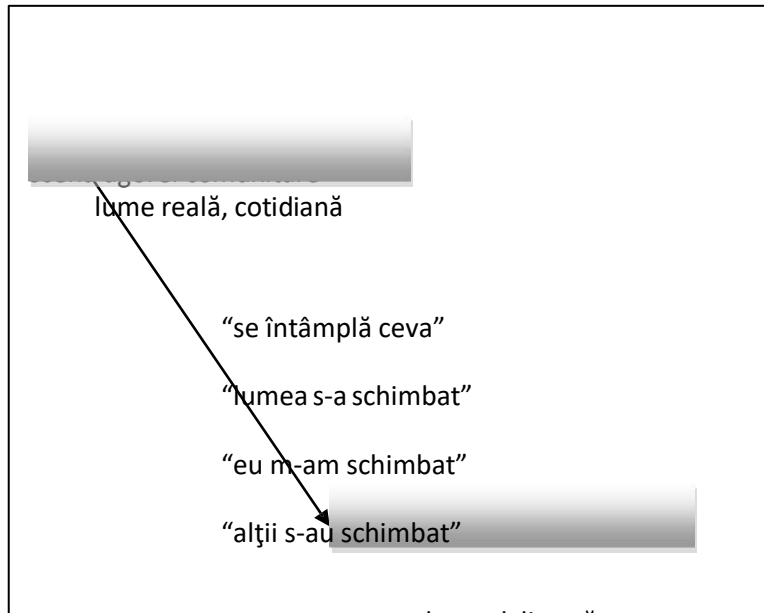 lume reală, cotidiană
“se întâmplă ceva”
“lumea s-a schimbat”
“eu m-am schimbat”
“alţii s-au schimbat”